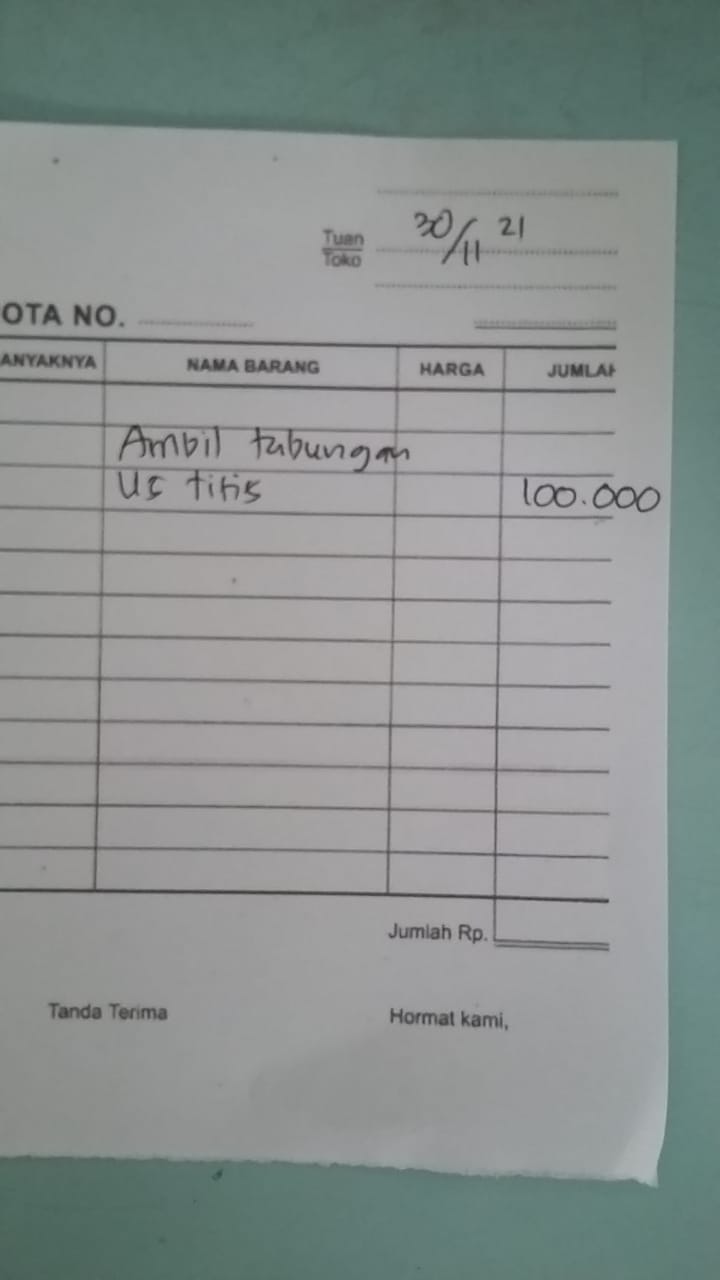 30/11 21
Tuan
Toko
OTA NO.
ANYAKNYA NAMA BARANG HARGA JUMLAH
Ambil tabungan
Us titis 100.000
Jumlah Rp.
Tanda Terima Hormat kami,